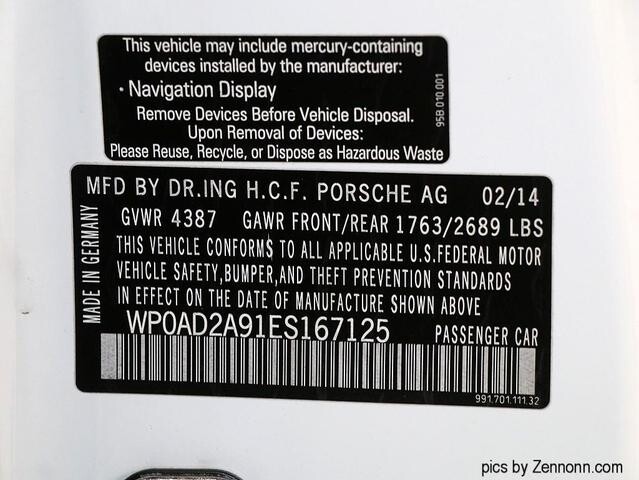 This vehicle may include mercury-containing
devices installed by the manufacturer:
· Navigation Display
Remove Devices Before Vehicle Disposal.
Upon Removal of Devices:
Please Reuse, Recycle, or Dispose as Hazardous Waste
95B.010.001
MFD BY DR.ING H.C.F. PORSCHE AG 02/14
GVWR 4387 GAWR FRONT/REAR 1763/2689 LBS
THIS VEHICLE CONFORMS TO ALL APPLICABLE U.S.FEDERAL MOTOR
VEHICLE SAFETY,BUMPER,AND THEFT PREVENTION STANDARDS
IN EFFECT ON THE DATE OF MANUFACTURE SHOWN ABOVE
MADE IN GERMANY
WP0AD2A91ES167125 PASSENGER CAR
991.701.111.32
pics by Zennonn.com